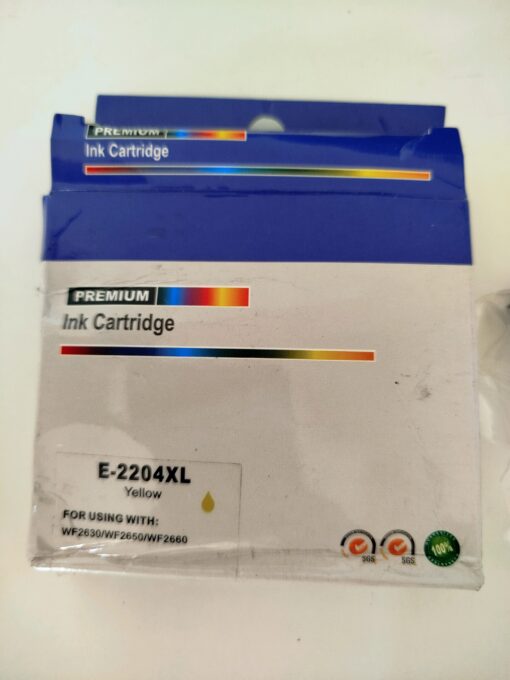 PREMIUM
Ink Cartridge
PREMIUM
Ink Cartridge
E-2204XL
Yellow
FOR USING WITH:
WF2630/WF2650/WF2660
SGS
SGS
100%